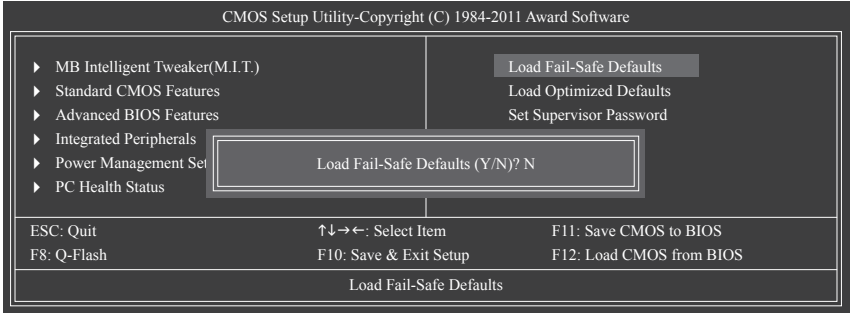 CMOS Setup Utility-Copyright (C) 1984-2011 Award Software
MB Intelligent Tweaker(M.I.T.)
Standard CMOS Features
Advanced BIOS Features
Integrated Peripherals
Power Management Set
PC Health Status
Load Fail-Safe Defaults
Load Optimized Defaults
Set Supervisor Password
Load Fail-Safe Defaults (Y/N)? N
ESC: Quit ↑↓→←: Select Item F11: Save CMOS to BIOS
F8: Q-Flash F10: Save & Exit Setup F12: Load CMOS from BIOS
Load Fail-Safe Defaults